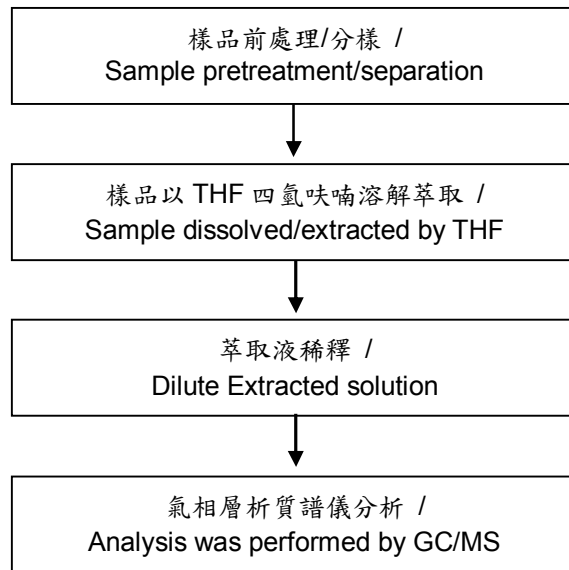 樣品前處理/分樣 /
Sample pretreatment/separation
樣品以 THF 四氫呋喃溶解萃取 /
Sample dissolved/extracted by THF
萃取液稀釋 /
Dilute Extracted solution
氣相層析質譜儀分析 /
Analysis was performed by GC/MS